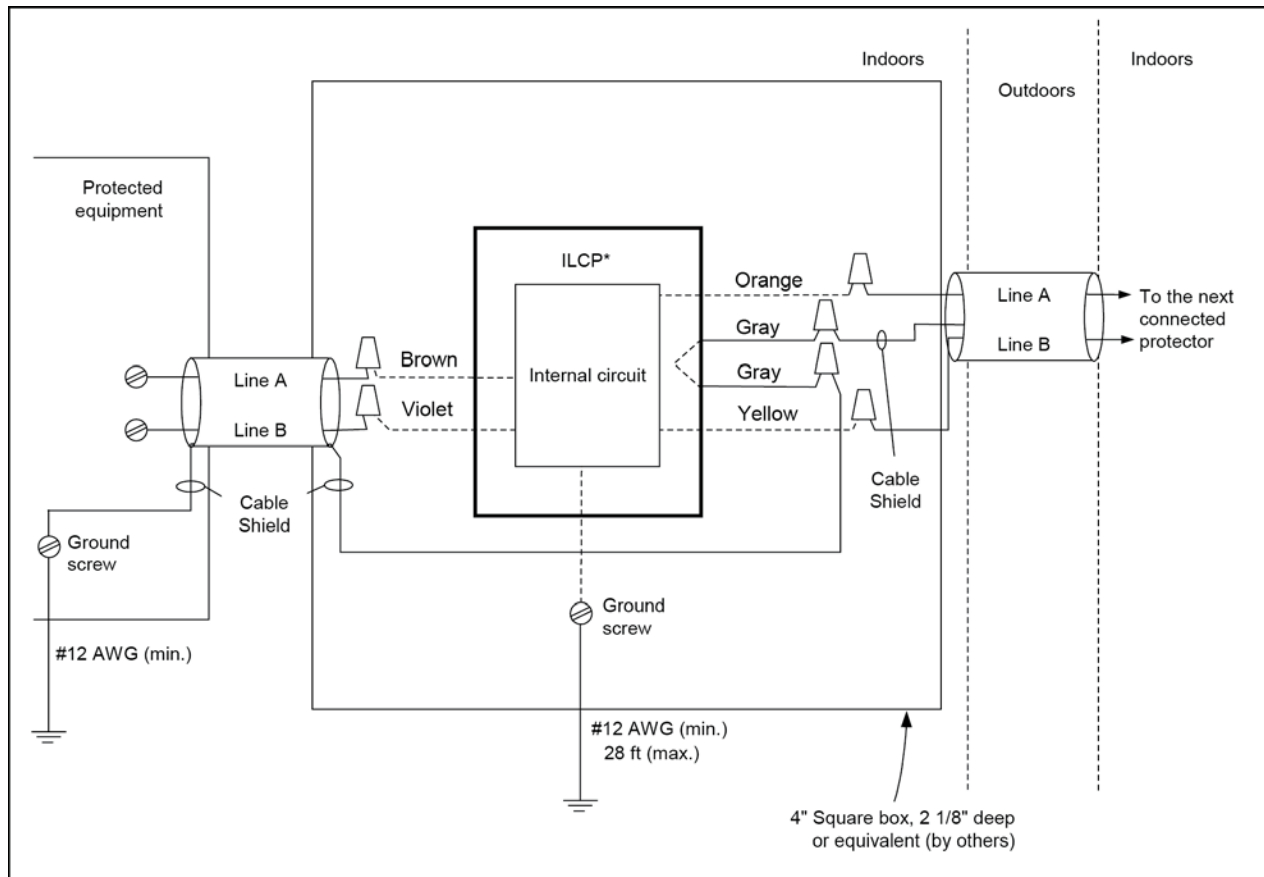 Indoors
Indoors
Outdoors
Protected
equipment
ILCP*
Orange
Line A
To the next
connected
protector
Gray
Line B
Brown
Gray
Line A
Internal circuit
Violet
Yellow
Line B
Cable
Shield
Cable
Shield
Ground
screw
Ground
screw
#12 AWG (min.)
#12 AWG (min.)
28 ft (max.)
4" Square box, 2 1/8" deep
or equivalent (by others)